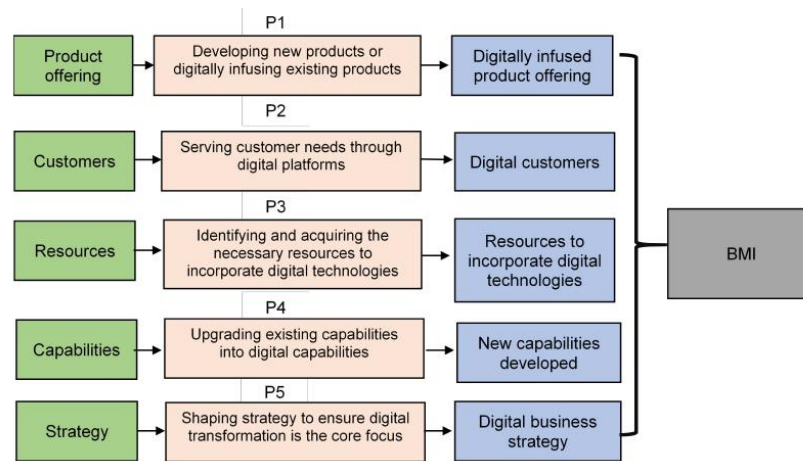 P1
Product
offering
Developing new products or
digitally infusing existing products
Digitally infused
product offering
P2
Customers
Serving customer needs through
digital platforms
Digital customers
P3
Resources
Identifying and acquiring the
necessary resources to
incorporate digital technologies
Resources to
incorporate digital
technologies
BMI
P4
Capabilities
Upgrading existing capabilities
into digital capabilities
New capabilities
developed
P5
Strategy
Shaping strategy to ensure digital
transformation is the core focus
Digital business
strategy